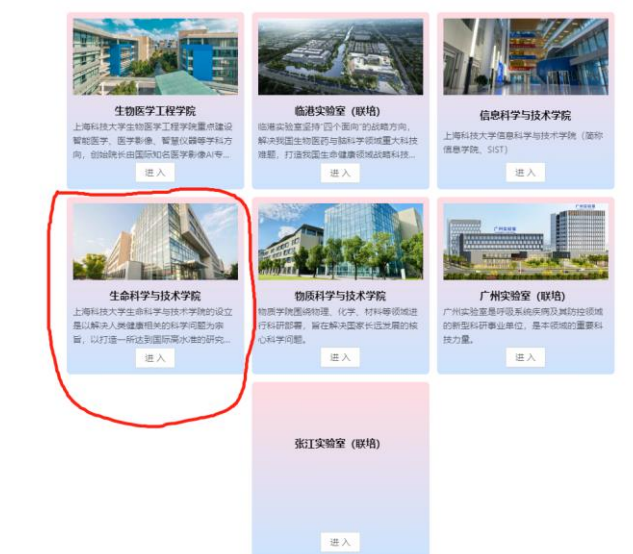 生物医学工程学院
上海科技大学生物医学工程学院重点建设
智能医学、医学影像、智慧仪器等学科方
向，创始院长由国际知名医学影像AI专...
进入
临港实验室（联培）
临港实验室坚持“四个面向”的战略方向，
解决我国生物医药与脑科学领域重大科技
难题，打造我国生命健康领域战略科技...
进入
信息科学与技术学院
上海科技大学信息科学与技术学院（简称
信息学院、SIST）
进入
生命科学与技术学院
上海科技大学生命科学与技术学院的设立
是以解决人类健康相关的科学问题为宗
旨，以打造一所达到国际高水准的研究...
进入
物质科学与技术学院
物质学院围绕物理、化学、材料等领域进
行科研部署，旨在解决国家长远发展的核
心科学问题。
进入
广州实验室
广州实验室（联培）
广州实验室是呼吸系统疾病及其防控领域
的新型科研事业单位，是本领域的重要科
技力量。
进入
张江实验室（联培）
进入